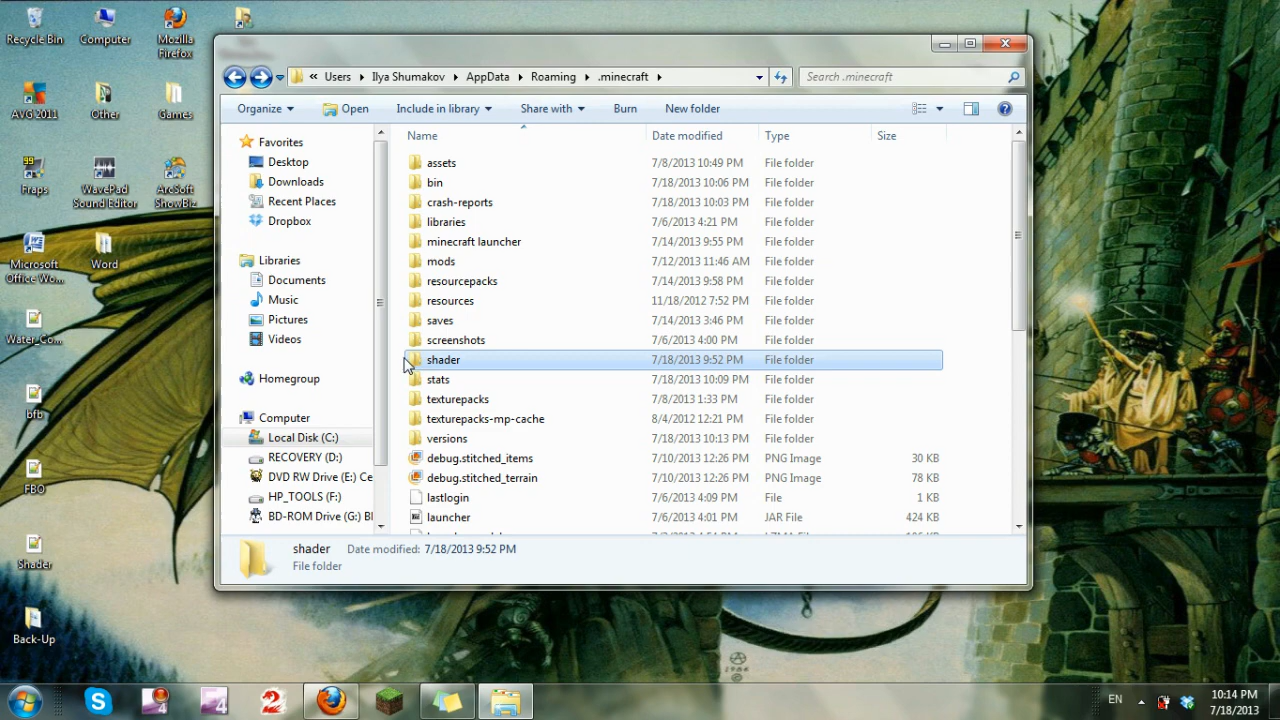 Recycle Bin
Computer
Mozilla
Firefox
AVG 2011
Other
Games
99
Fraps
WavePad
Sound Editor
ArcSoft
ShowBiz
Microsoft
Office Wo...
Word
Water_Co...
bfb
FBO
Shader
Back-Up
« Users Ilya Shumakov AppData Roaming .minecraft
Search .minecraft
Organize Open Include in library Share with Burn New folder
Favorites
Desktop
Downloads
Recent Places
Dropbox
Libraries
Documents
Music
Pictures
Videos
Homegroup
Computer
Local Disk (C:)
RECOVERY (D:)
DVD RW Drive (E:) Ce
HP_TOOLS (F:)
BD-ROM Drive (G:) Bl
Name Date modified Type Size
assets 7/8/2013 10:49 PM File folder
bin 7/18/2013 10:06 PM File folder
crash-reports 7/18/2013 10:03 PM File folder
libraries 7/6/2013 4:21 PM File folder
minecraft launcher 7/14/2013 9:55 PM File folder
mods 7/12/2013 11:46 AM File folder
resourcepacks 7/14/2013 9:58 PM File folder
resources 11/18/2012 7:52 PM File folder
saves 7/14/2013 3:46 PM File folder
screenshots 7/6/2013 4:00 PM File folder
shader 7/18/2013 9:52 PM File folder
stats 7/18/2013 10:09 PM File folder
texturepacks 7/8/2013 1:33 PM File folder
texturepacks-mp-cache 8/4/2012 12:21 PM File folder
versions 7/18/2013 10:13 PM File folder
debug.stitched_items 7/10/2013 12:26 PM PNG Image 30 KB
debug.stitched_terrain 7/10/2013 12:26 PM PNG Image 78 KB
lastlogin 7/6/2013 4:09 PM File 1 KB
launcher 7/6/2013 4:01 PM JAR File 424 KB
shader Date modified: 7/18/2013 9:52 PM
File folder
EN
10:14 PM
7/18/2013